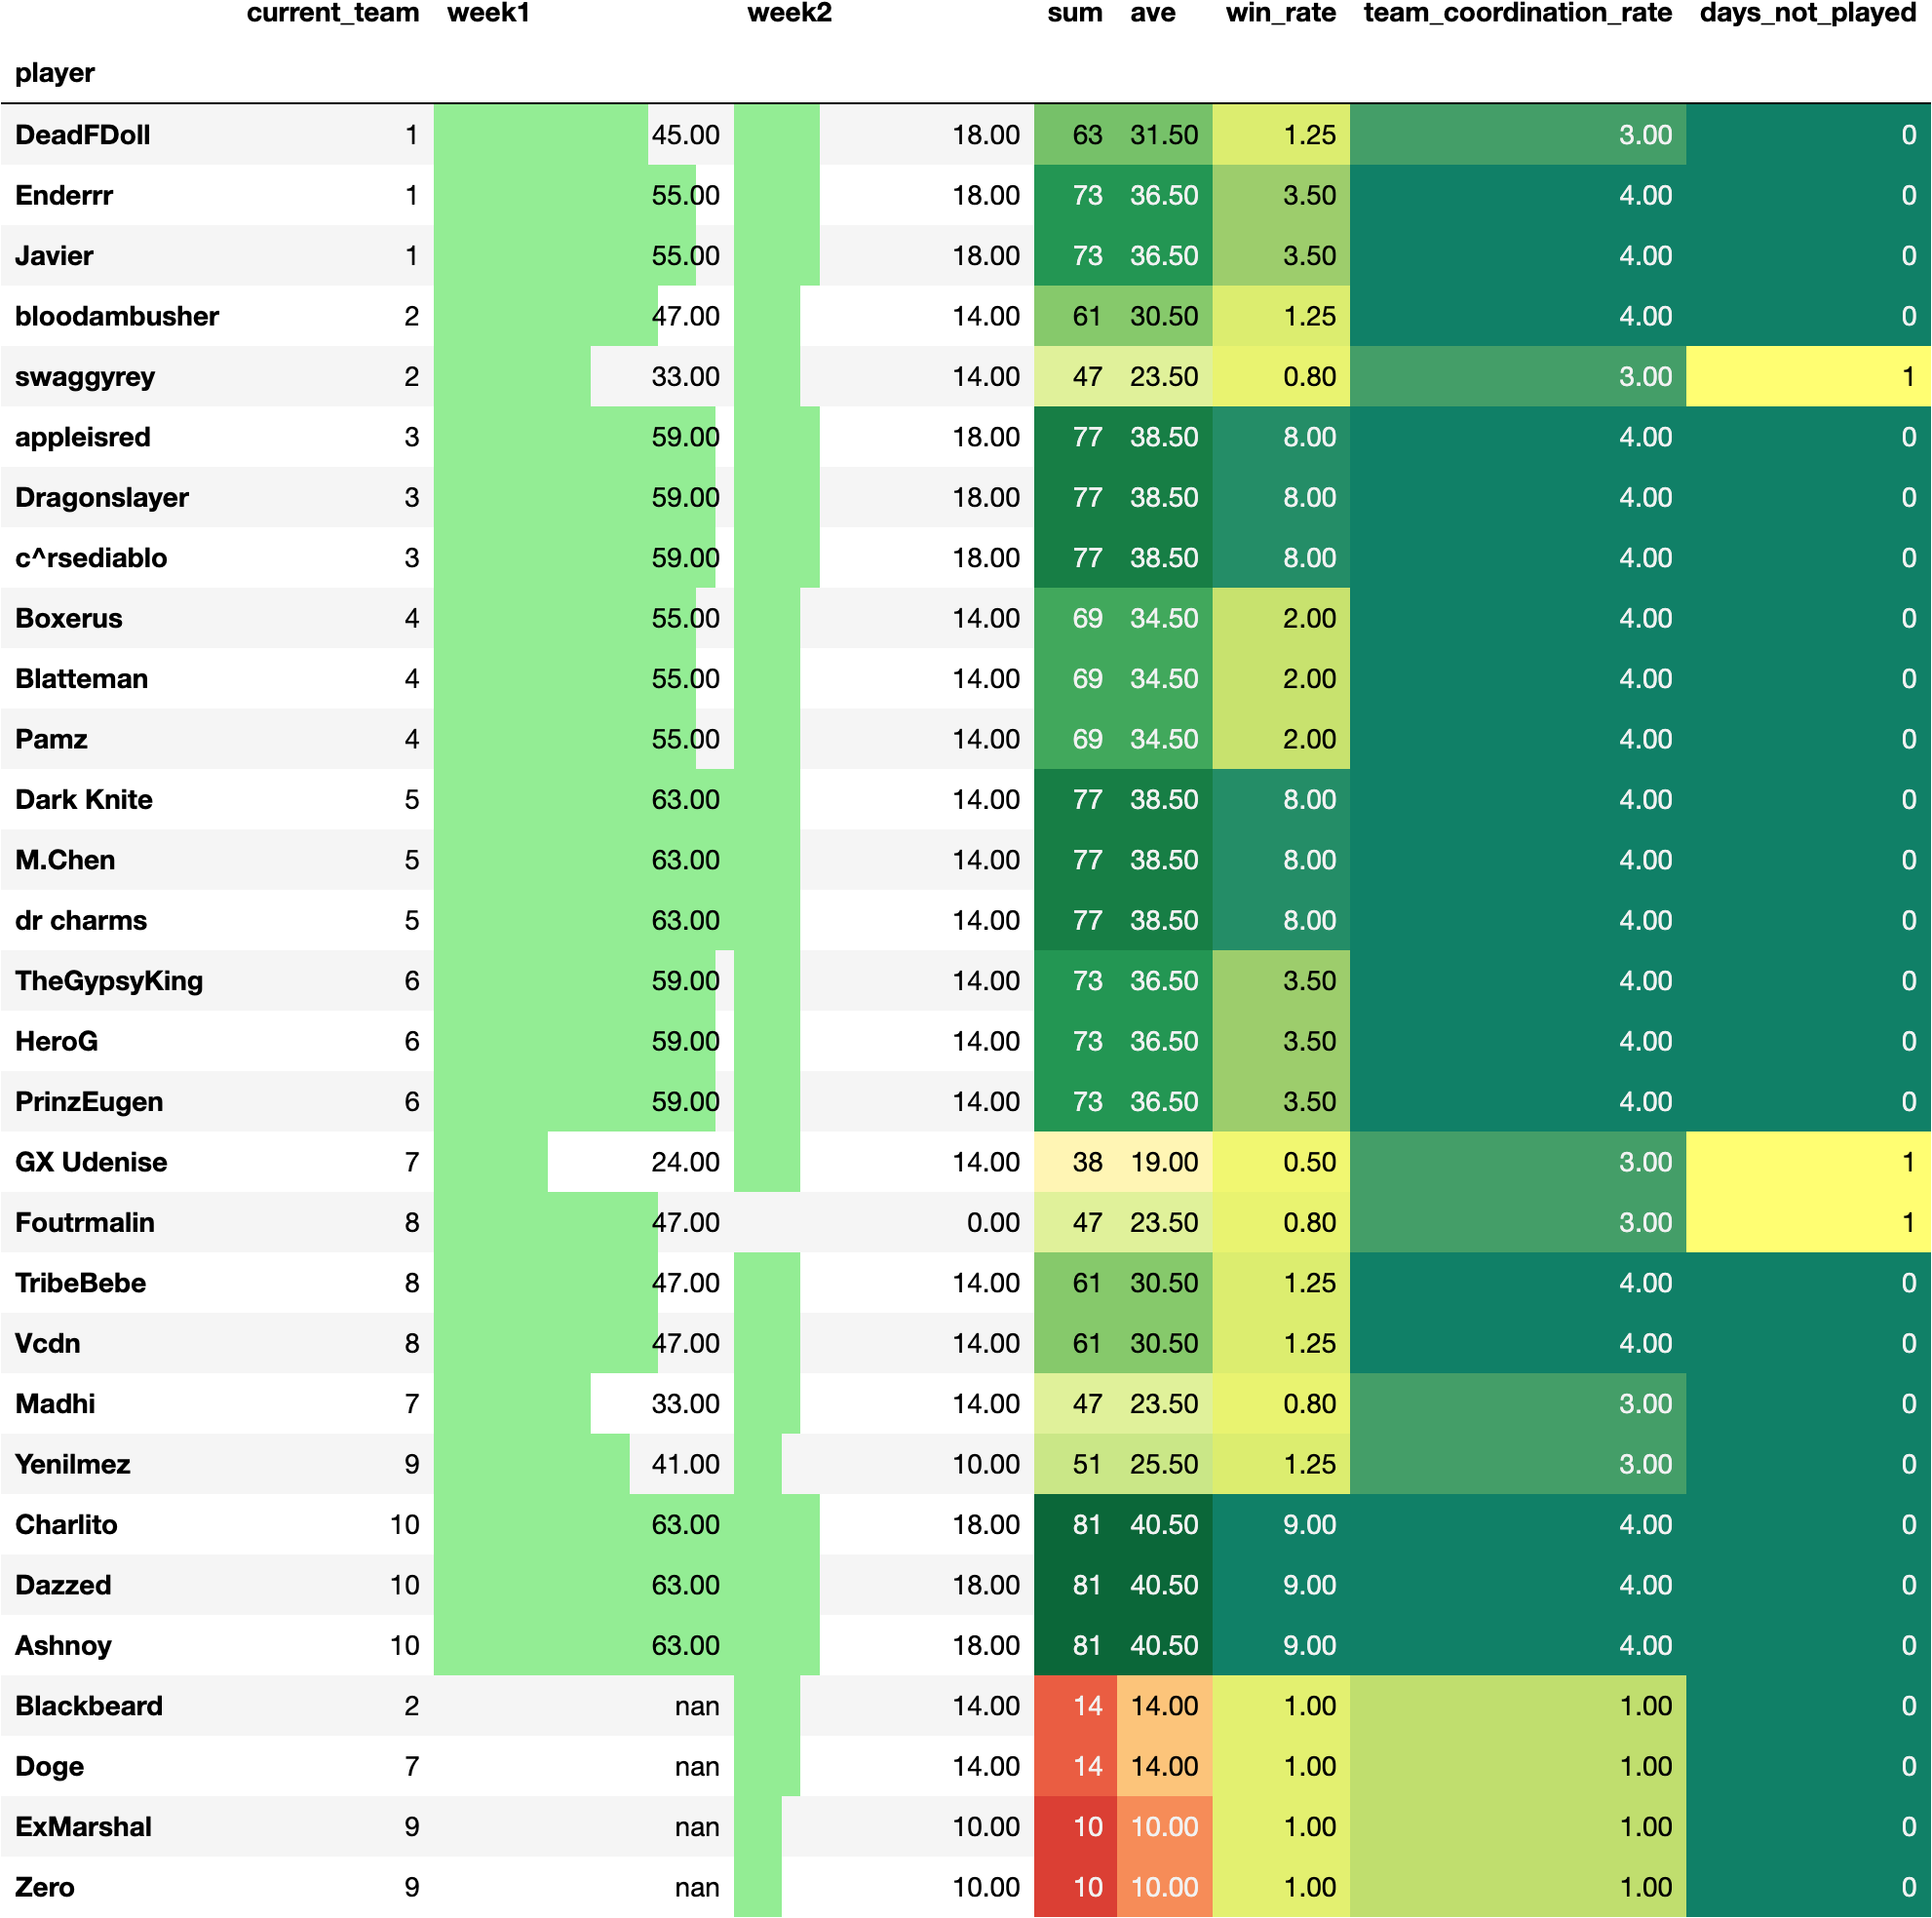 current_team week1 week2 sum ave win_rate team_coordination_rate days_not_played
player
DeadFDoll 1 45.00 18.00 63 31.50 1.25 3.00 0
Enderrr 1 55.00 18.00 73 36.50 3.50 4.00 0
Javier 1 55.00 18.00 73 36.50 3.50 4.00 0
bloodambusher 2 47.00 14.00 61 30.50 1.25 4.00 0
swaggyrey 2 33.00 14.00 47 23.50 0.80 3.00 1
appleisred 3 59.00 18.00 77 38.50 8.00 4.00 0
Dragonslayer 3 59.00 18.00 77 38.50 8.00 4.00 0
c^rsediablo 3 59.00 18.00 77 38.50 8.00 4.00 0
Boxerus 4 55.00 14.00 69 34.50 2.00 4.00 0
Blatteman 4 55.00 14.00 69 34.50 2.00 4.00 0
Pamz 4 55.00 14.00 69 34.50 2.00 4.00 0
Dark Knite 5 63.00 14.00 77 38.50 8.00 4.00 0
M.Chen 5 63.00 14.00 77 38.50 8.00 4.00 0
dr charms 5 63.00 14.00 77 38.50 8.00 4.00 0
TheGypsyKing 6 59.00 14.00 73 36.50 3.50 4.00 0
HeroG 6 59.00 14.00 73 36.50 3.50 4.00 0
PrinzEugen 6 59.00 14.00 73 36.50 3.50 4.00 0
GX Udenise 7 24.00 14.00 38 19.00 0.50 3.00 1
Foutrmalin 8 47.00 0.00 47 23.50 0.80 3.00 1
TribeBebe 8 47.00 14.00 61 30.50 1.25 4.00 0
Vcdn 8 47.00 14.00 61 30.50 1.25 4.00 0
Madhi 7 33.00 14.00 47 23.50 0.80 3.00 0
Yenilmez 9 41.00 10.00 51 25.50 1.25 3.00 0
Charlito 10 63.00 18.00 81 40.50 9.00 4.00 0
Dazzed 10 63.00 18.00 81 40.50 9.00 4.00 0
Ashnoy 10 63.00 18.00 81 40.50 9.00 4.00 0
Blackbeard 2 nan 14.00 14 14.00 1.00 1.00 0
Doge 7 nan 14.00 14 14.00 1.00 1.00 0
ExMarshal 9 nan 10.00 10 10.00 1.00 1.00 0
Zero 9 nan 10.00 10 10.00 1.00 1.00 0